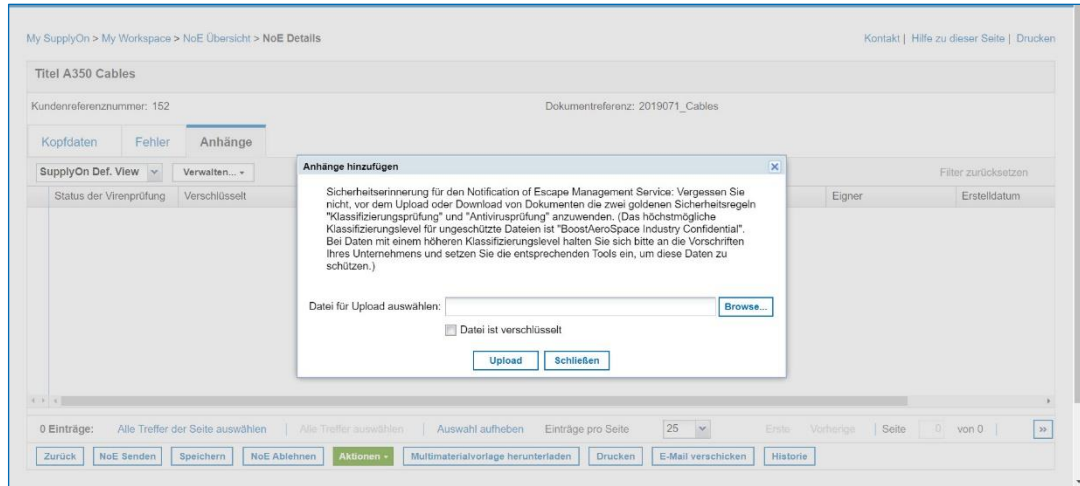 My SupplyOn > My Workspace > NoE Übersicht > NoE Details
Kontakt | Hilfe zu dieser Seite | Drucken
Titel A350 Cables
Kundenreferenznummer: 152
Dokumentreferenz: 2019071_Cables
Kopfdaten Fehler Anhänge
SupplyOn Def. View Verwalten... Filter zurücksetzen
Status der Virenprüfung Verschlüsselt Eigner Erstelldatum
Anhänge hinzufügen
Sicherheitserinnerung für den Notification of Escape Management Service: Vergessen Sie
nicht, vor dem Upload oder Download von Dokumenten die zwei goldenen Sicherheitsregeln
"Klassifizierungsprüfung" und "Antivirusprüfung" anzuwenden. (Das höchstmögliche
Klassifizierungslevel für ungeschützte Dateien ist "BoostAeroSpace Industry Confidential".
Bei Daten mit einem höheren Klassifizierungslevel halten Sie sich bitte an die Vorschriften
Ihres Unternehmens und setzen Sie die entsprechenden Tools ein, um diese Daten zu
schützen.)
Datei für Upload auswählen: Browse...
Datei ist verschlüsselt
Upload Schließen
0 Einträge: Alle Treffer der Seite auswählen | Alle Treffer auswählen | Auswahl aufheben Einträge pro Seite 25 Erste Vorherige | Seite 0 von 0 | >>
Zurück NoE Senden Speichern NoE Ablehnen Aktionen Multimaterialvorlage herunterladen Drucken E-Mail verschicken Historie